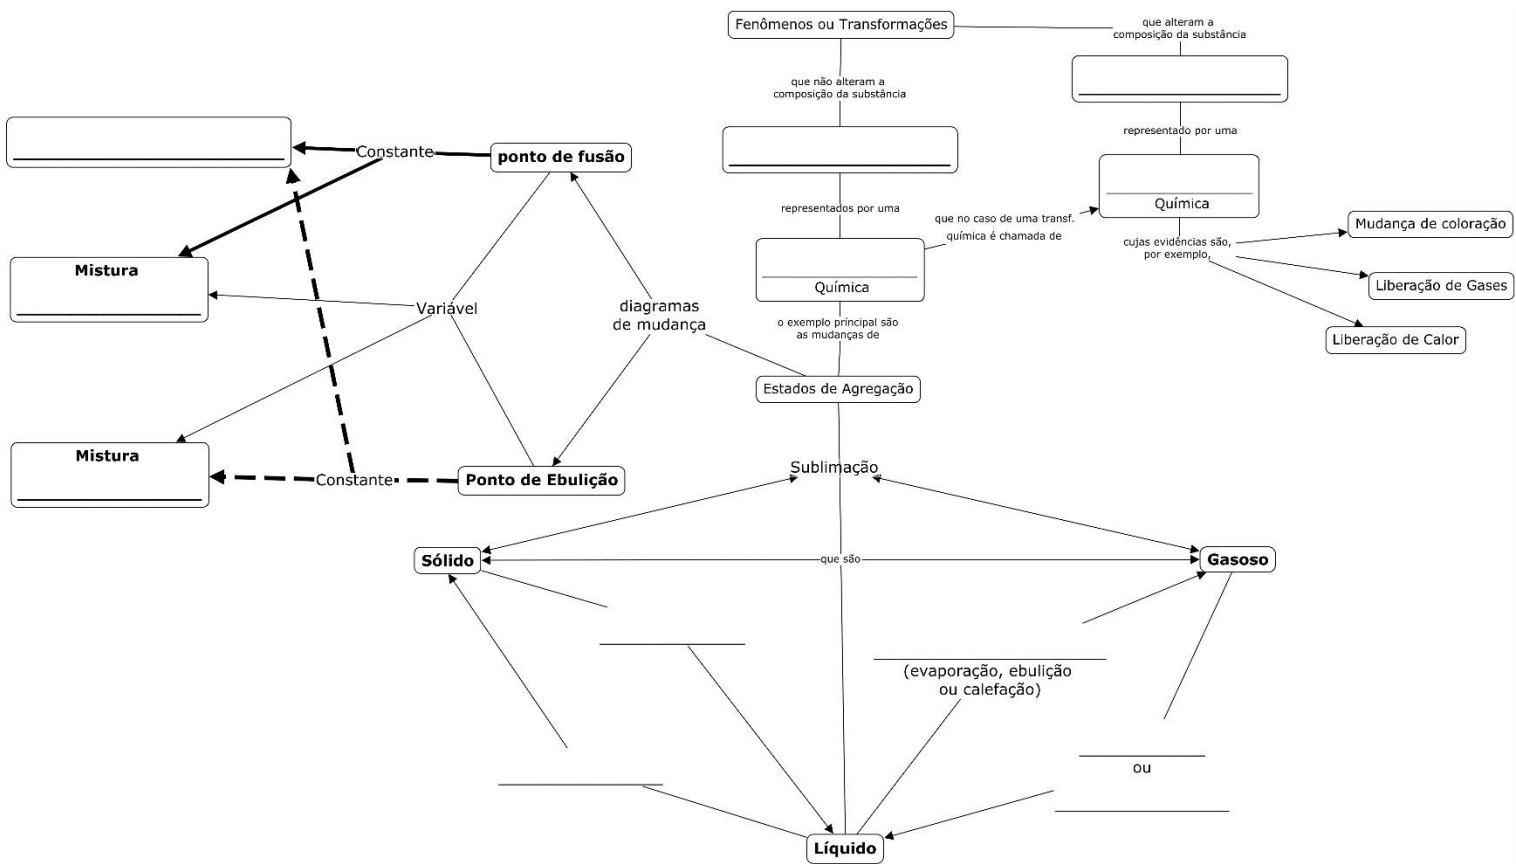 Fenômenos ou Transformações
que alteram a
composição da substância
que não alteram a
composição da substância
representado por uma
Constante
ponto de fusão
Química
representados por uma
que no caso de uma transf.
química é chamada de
Mudança de coloração
cujas evidências são,
por exemplo,
Mistura
Química
Liberação de Gases
Variável
diagramas
de mudança
o exemplo príncipal são
as mudanças de
Liberação de Calor
Estados de Agregação
Mistura
Sublimação
Constante
Ponto de Ebulição
Sólido
que são
Gasoso
(evaporação, ebulição
ou calefação)
ou
Líquido